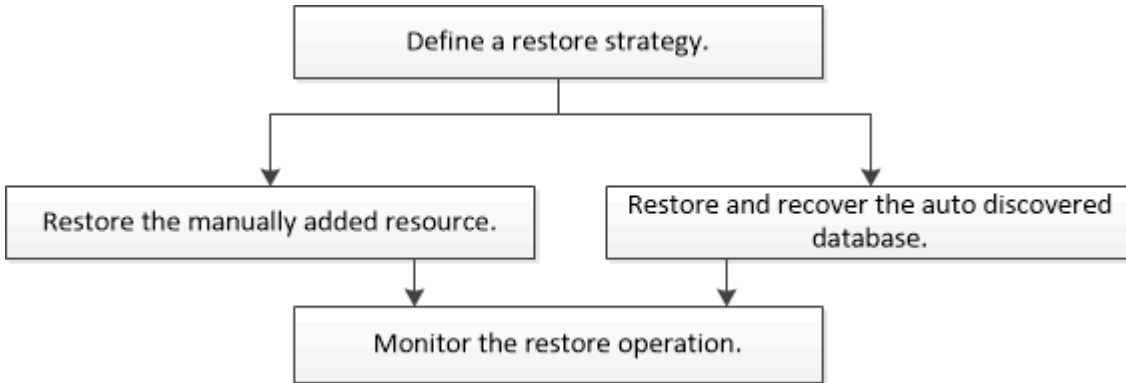 Define a restore strategy.
Restore the manually added resource.
Restore and recover the auto discovered
database.
Monitor the restore operation.